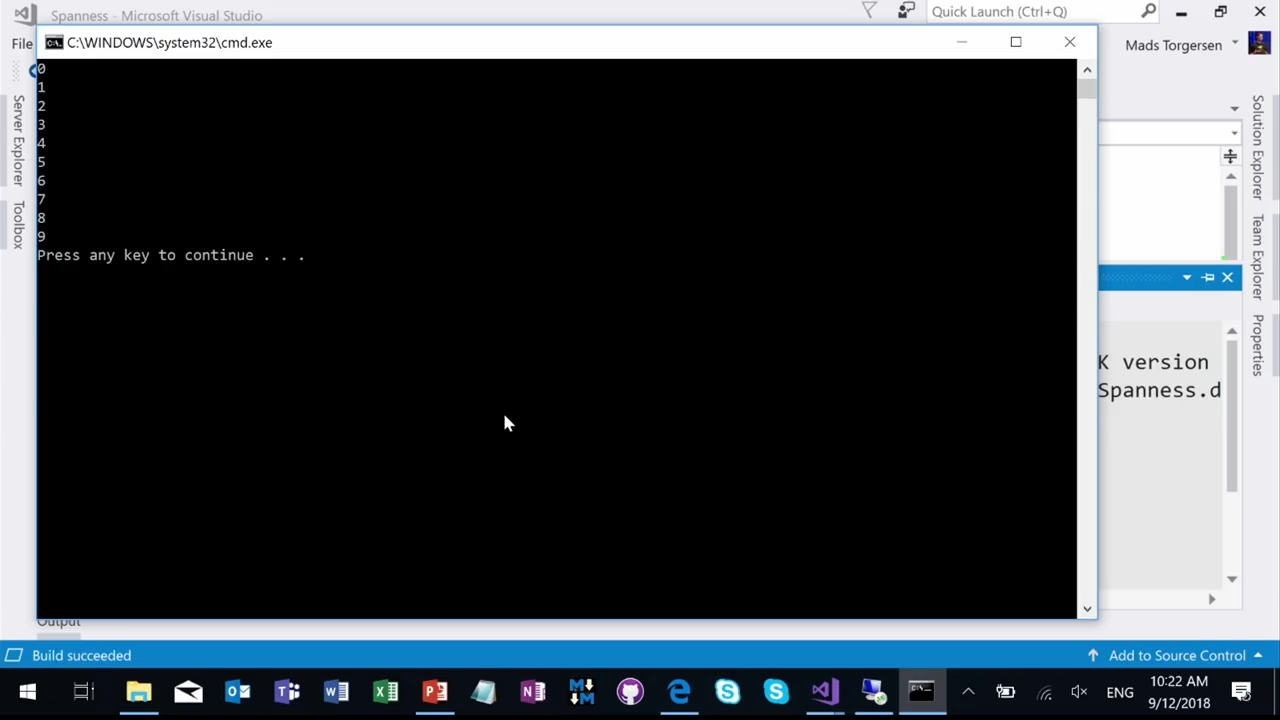 Spanness - Microsoft Visual Studio
Quick Launch (Ctrl+Q)
File
C:\WINDOWS\system32\cmd.exe
Mads Torgersen
0
1
2
3
4
5
6
7
8
9
Press any key to continue . . .
Server Explorer
Toolbox
Solution Explorer
Team Explorer
Properties
K version
Spanness.d
Output
Build succeeded
Add to Source Control
ENG
10:22 AM
9/12/2018